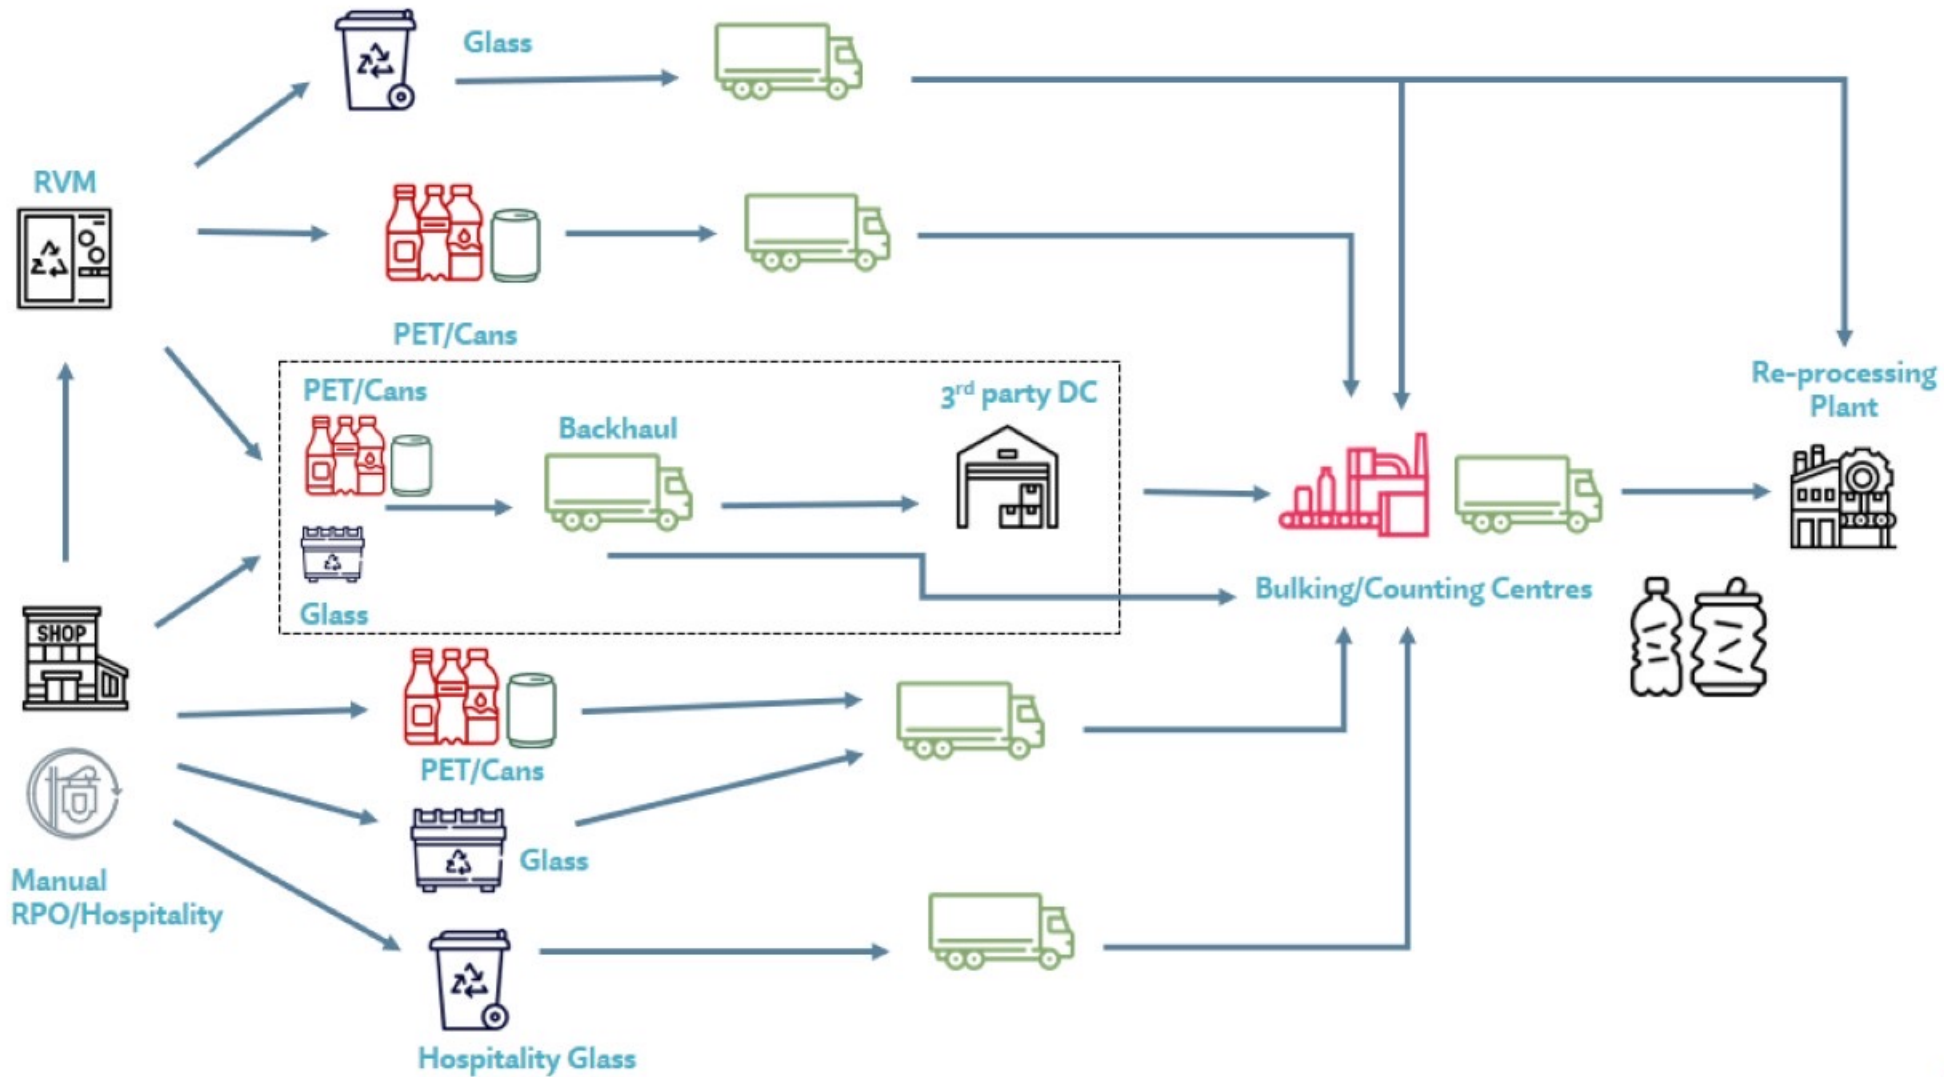 Glass
RVM
PET/Cans
Re-processing
Plant
PET/Cans
3rd party DC
Backhaul
Glass
Bulking/Counting Centres
SHOP
PET/Cans
Glass
Manual
RPO/Hospitality
Hospitality Glass